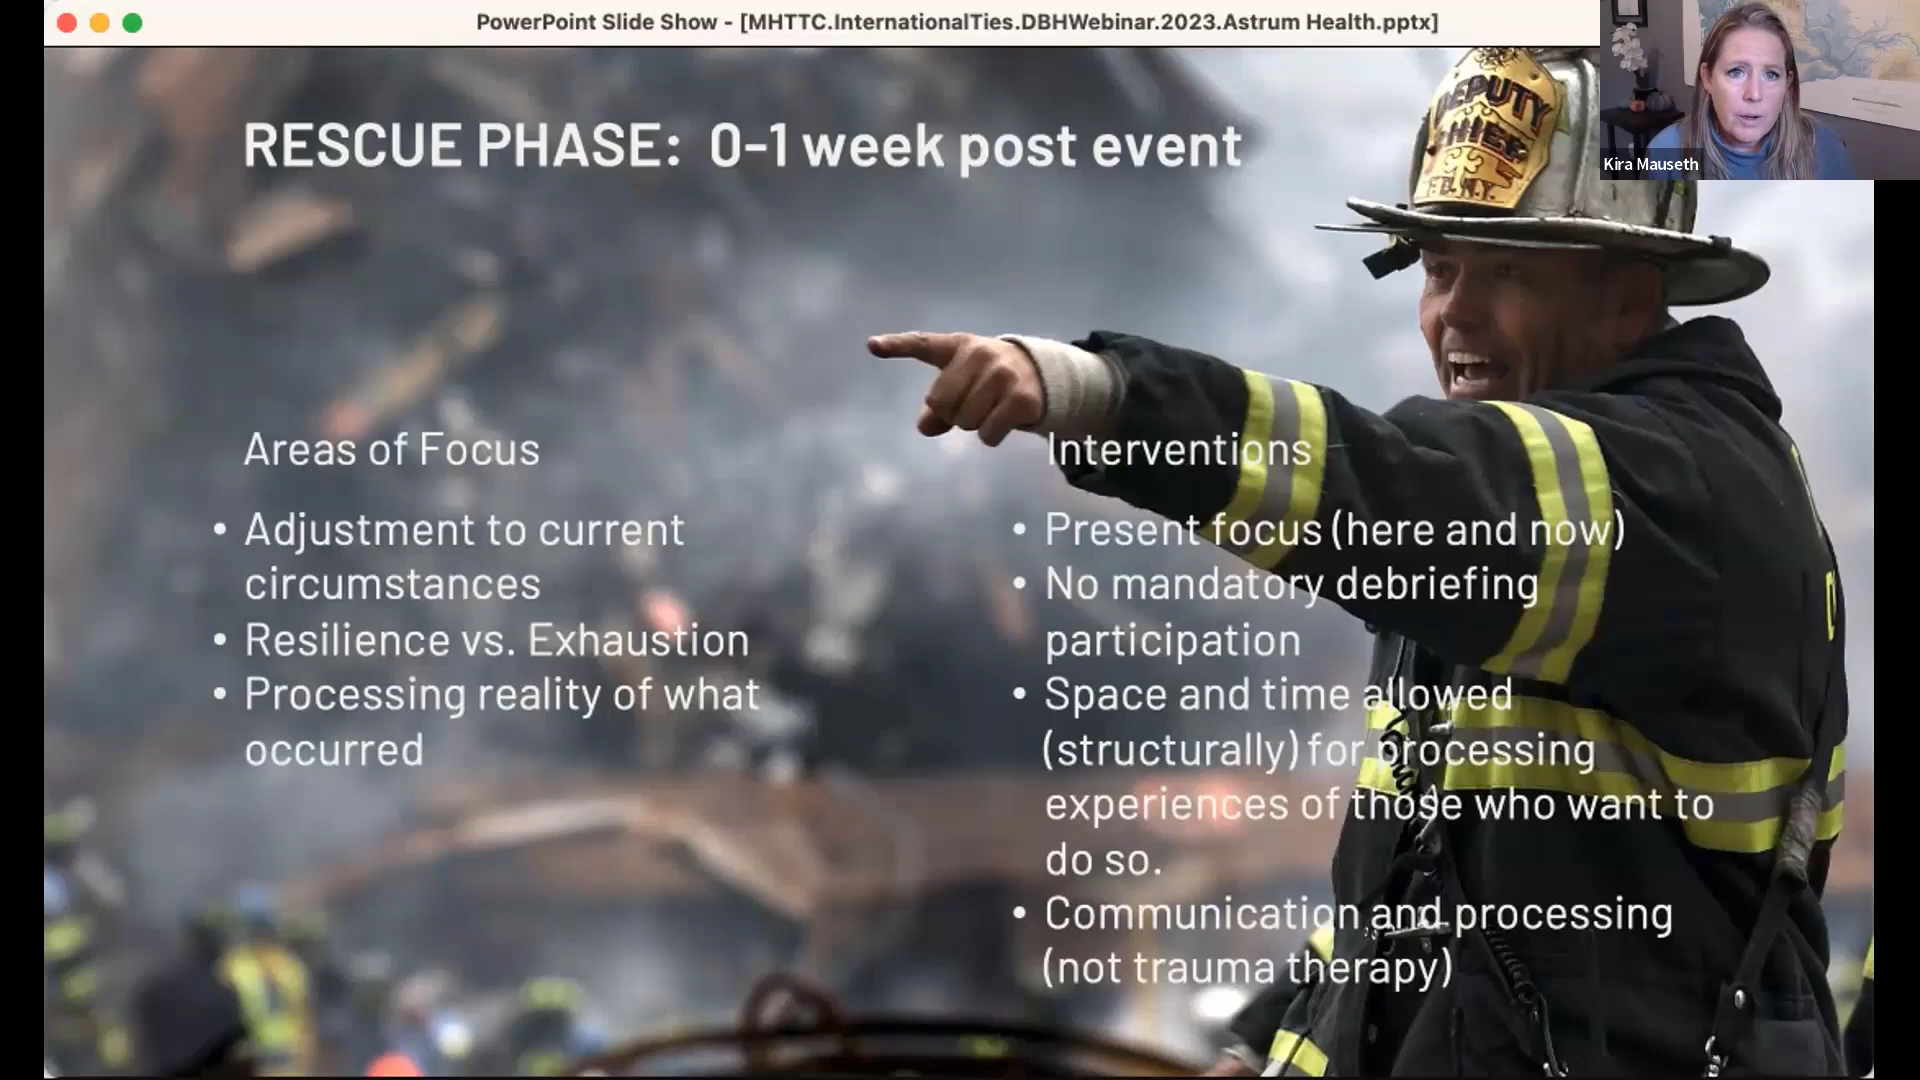 PowerPoint Slide Show - [MHTTC.InternationalTies.DBHWebinar.2023.Astrum Health.pptx]
Kira Mauseth
DEPUTY
CHIEF
F.D.N.Y.
RESCUE PHASE: 0-1 week post event
Areas of Focus
• Adjustment to current
circumstances
• Resilience vs. Exhaustion
• Processing reality of what
occurred
Interventions
• Present focus (here and now)
• No mandatory debriefing
participation
• Space and time allowed
(structurally) for processing
experiences of those who want to
do so.
• Communication and processing
(not trauma therapy)